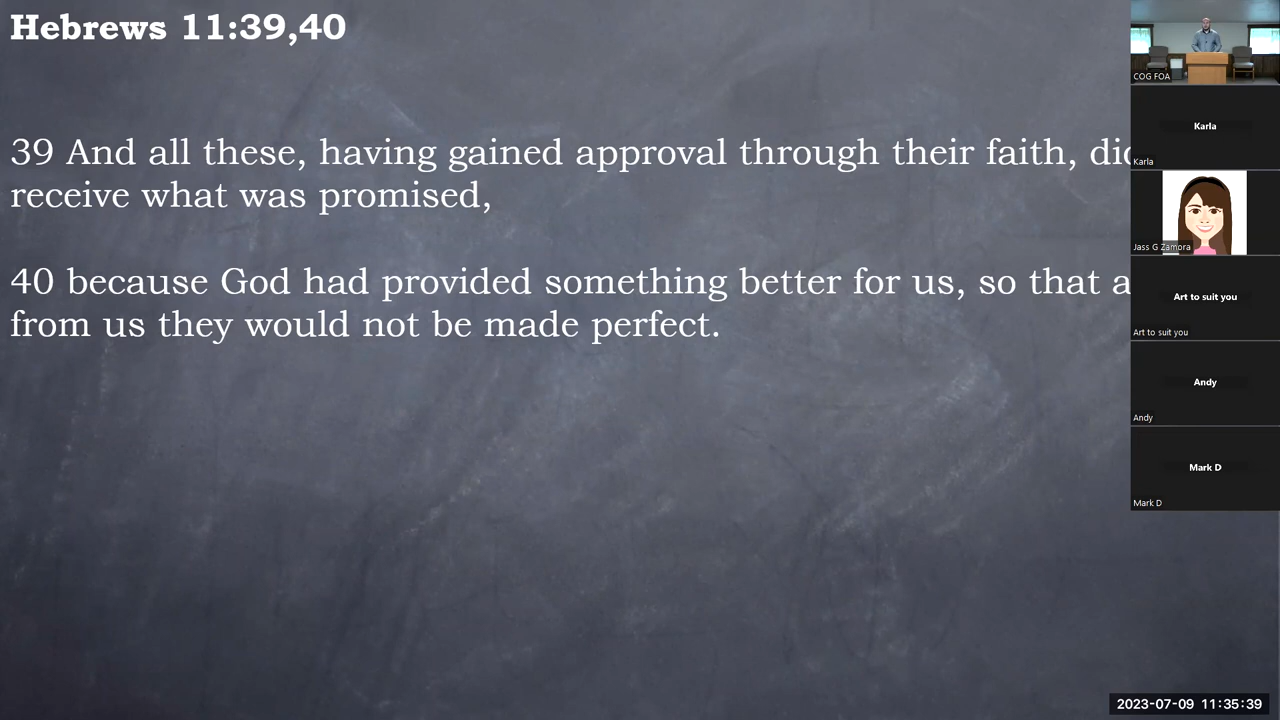 Hebrews 11:39,40
39 And all these, having gained approval through their faith,
receive what was promised,
40 because God had provided something better for us, so that
from us they would not be made perfect.
COG FOA
Karla
Karla
Jass G Zamora
Art to suit you
Art to suit you
Andy
Andy
Mark D
Mark D
2023-07-09 11:35:39